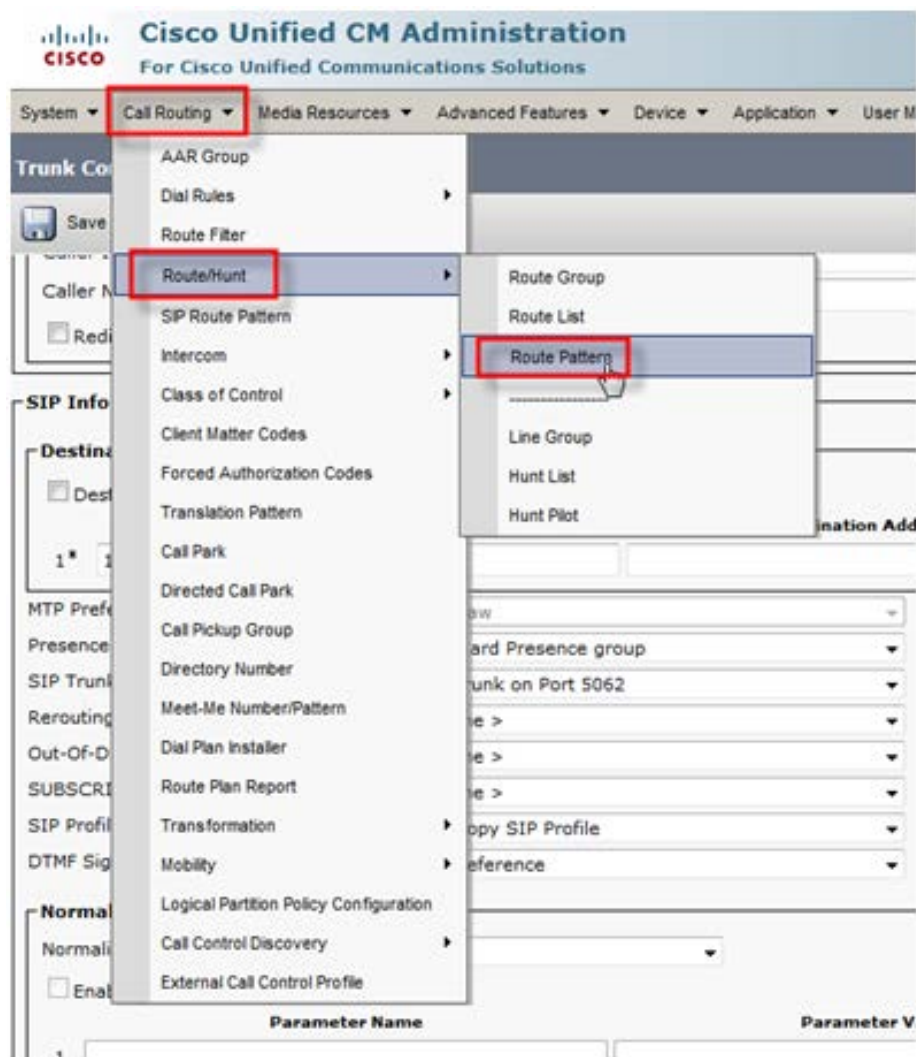 CISCO
Cisco Unified CM Administration
For Cisco Unified Communications Solutions
System Call Routing Media Resources Advanced Features Device Application User M
Trunk Co
Save
Caller N
Redi
SIP Info
Destina
Dest
ination Add
1*
MTP Prefe
Presence
SIP Trunk
Rerouting
Out-Of-D
SUBSCRI
SIP Profil
DTMF Sig
Normal
Normali
Enab
AAR Group
Dial Rules
Route Filter
Route/Hunt
SIP Route Pattern
Intercom
Class of Control
Client Matter Codes
Forced Authorization Codes
Translation Pattern
Call Park
Directed Call Park
Call Pickup Group
Directory Number
Meet-Me Number/Pattern
Dial Plan Installer
Route Plan Report
Transformation
Mobility
Logical Partition Policy Configuration
Call Control Discovery
External Call Control Profile
Route Group
Route List
Route Pattern
--------------------
Line Group
Hunt List
Hunt Pilot
aw
ard Presence group
runk on Port 5062
e >
e >
e >
opy SIP Profile
eference
Parameter Name Parameter V
1